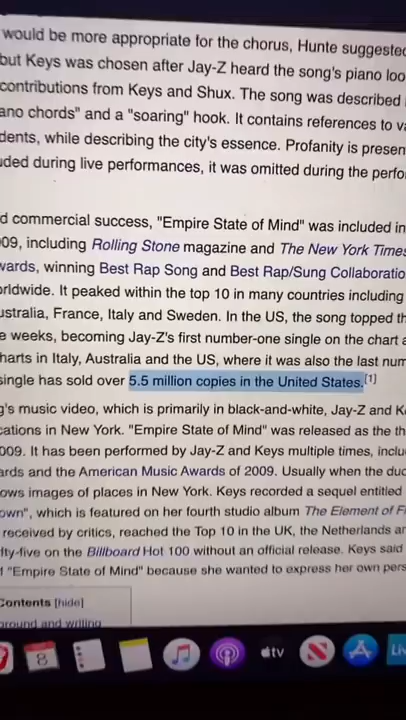 would be more appropriate for the chorus, Hunte suggested
but Keys was chosen after Jay-Z heard the song's piano loo
contributions from Keys and Shux. The song was described
ano chords" and a "soaring" hook. It contains references to va
dents, while describing the city's essence. Profanity is presen
uded during live performances, it was omitted during the perfo
d commercial success, "Empire State of Mind" was included in
09, including Rolling Stone magazine and The New York Times
wards, winning Best Rap Song and Best Rap/Sung Collaboratio
orldwide. It peaked within the top 10 in many countries including
ustralia, France, Italy and Sweden. In the US, the song topped th
e weeks, becoming Jay-Z's first number-one single on the chart a
harts in Italy, Australia and the US, where it was also the last num
single has sold over 5.5 million copies in the United States.[1]
g's music video, which is primarily in black-and-white, Jay-Z and Ke
cations in New York. "Empire State of Mind" was released as the th
009. It has been performed by Jay-Z and Keys multiple times, inclu
ards and the American Music Awards of 2009. Usually when the duo
ows images of places in New York. Keys recorded a sequel entitled
own", which is featured on her fourth studio album The Element of F
received by critics, reached the Top 10 in the UK, the Netherlands an
fty-five on the Billboard Hot 100 without an official release. Keys said
f "Empire State of Mind" because she wanted to express her own pers
Contents [hide]
ground and writing
8
tv